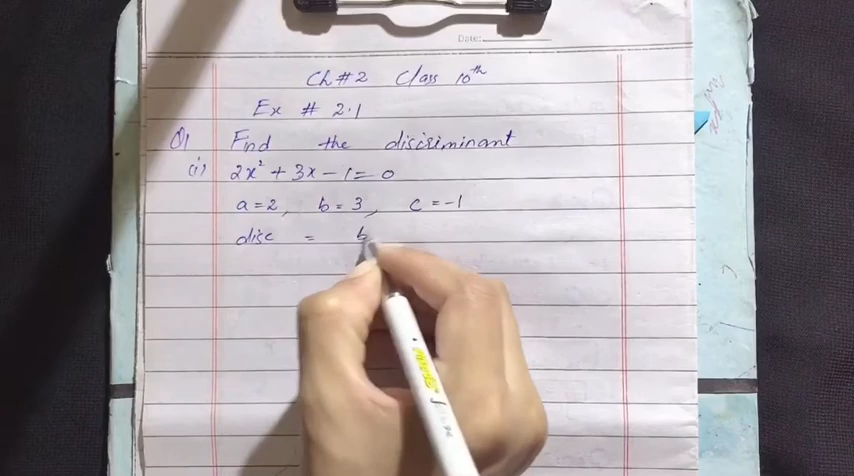 Date:
Ch # 2 Class 10th
Ex # 2.1
Q1 Find the discriminant
(i) 2x² + 3x - 1 = 0
a = 2, b = 3, c = -1
disc = b